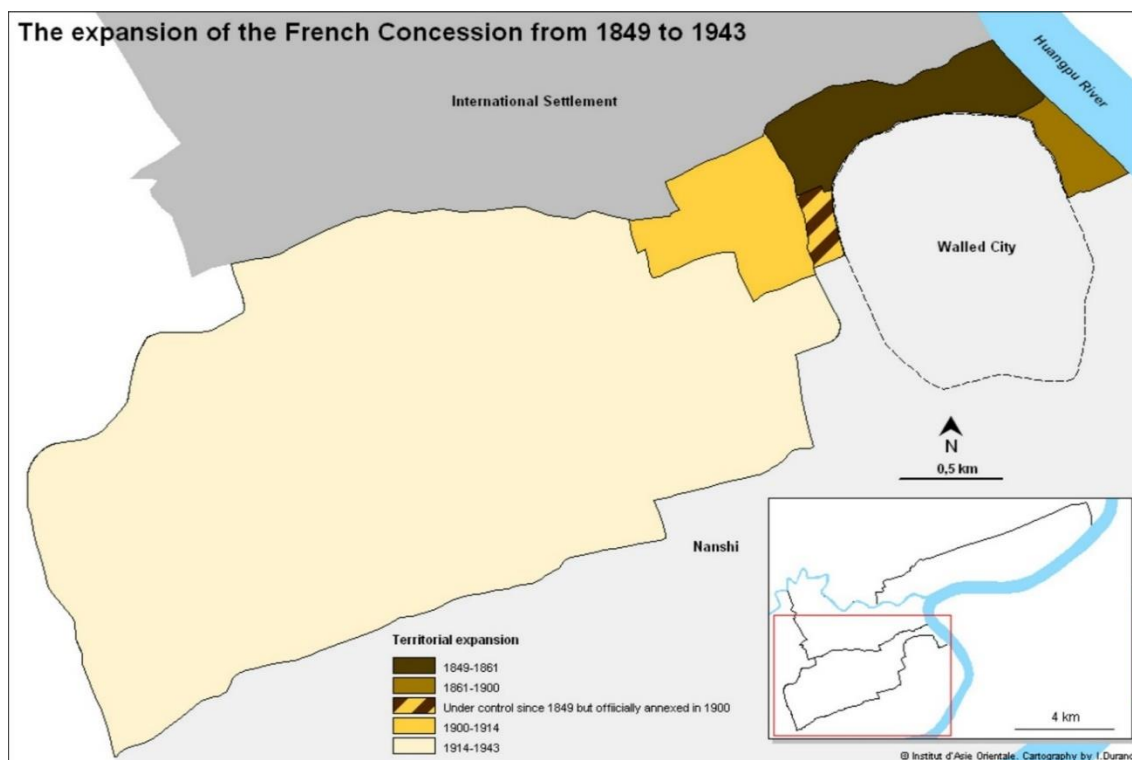 The expansion of the French Concession from 1849 to 1943
Huangpu River
International Settlement
Walled City
N
0,5 km
Nanshi
Territorial expansion
1849-1861
1861-1900
Under control since 1849 but offiicially annexed in 1900
1900-1914
1914-1943
4 km
© Institut d'Asie Orientale. Cartography by I.Durand